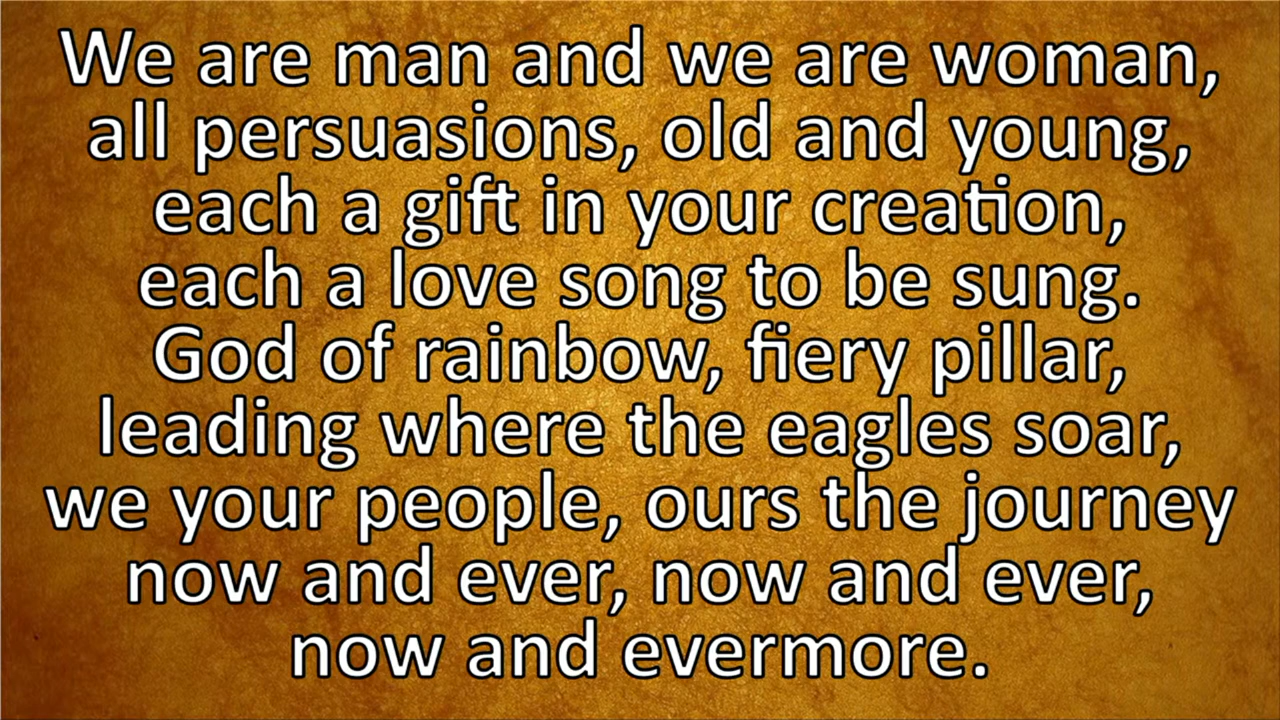 We are man and we are woman,
all persuasions, old and young,
each a gift in your creation,
each a love song to be sung.
God of rainbow, fiery pillar,
leading where the eagles soar,
we your people, ours the journey
now and ever, now and ever,
now and evermore.